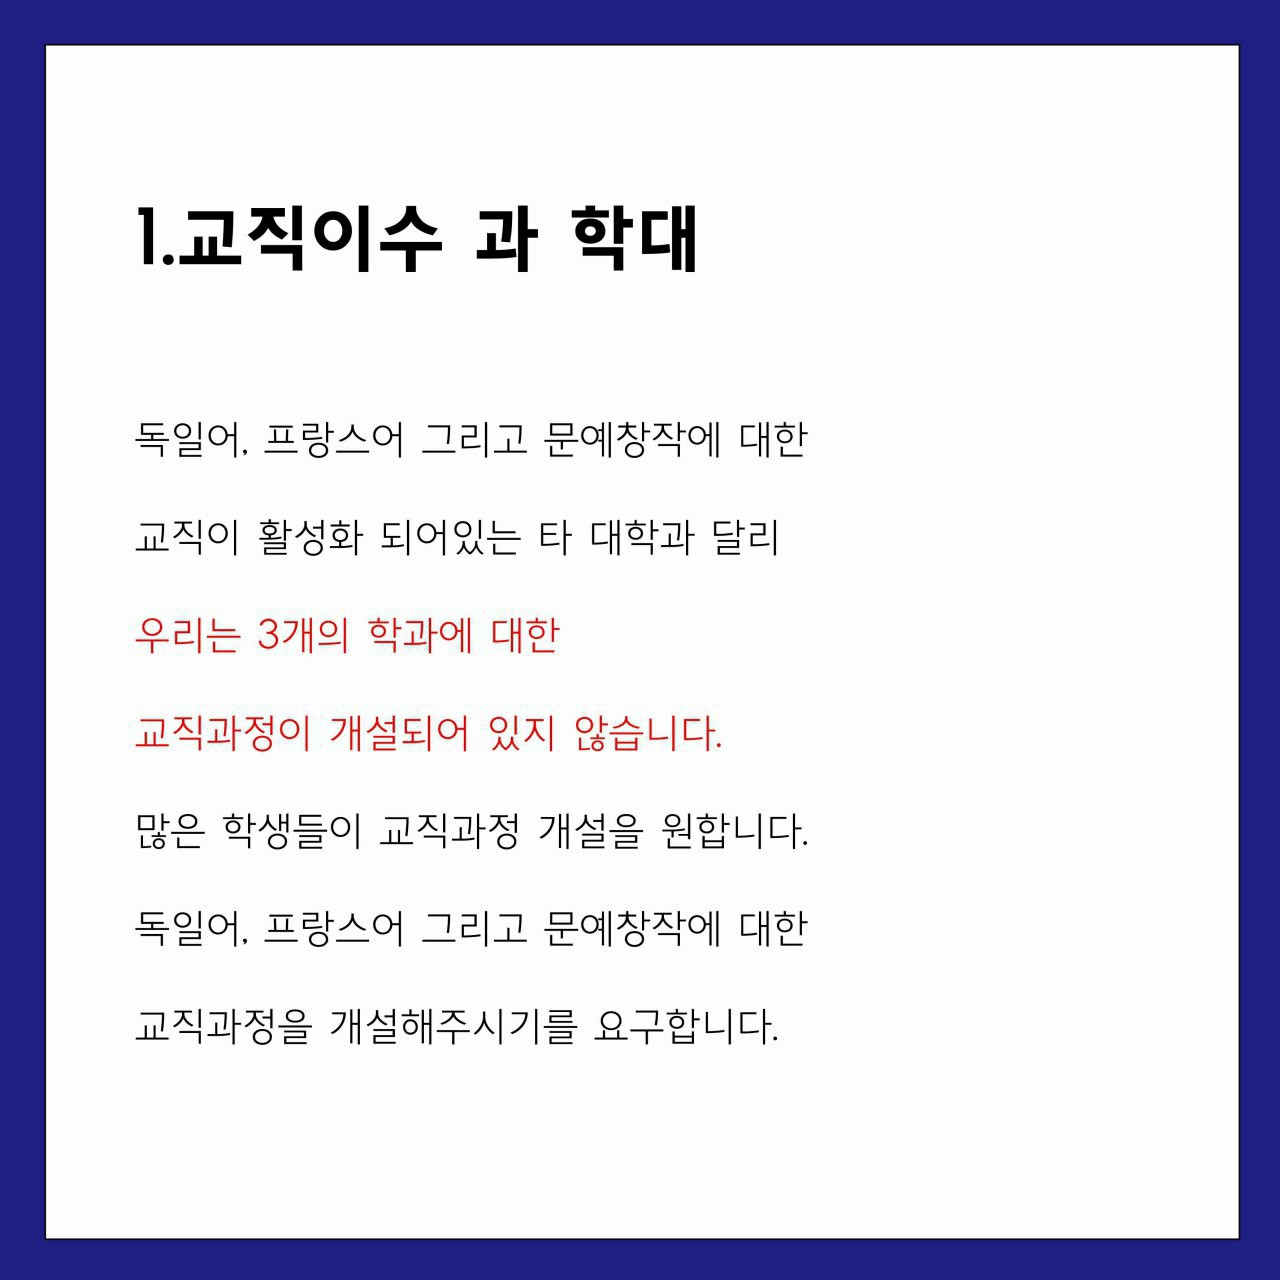 1.교직이수 과 학대
독일어, 프랑스어 그리고 문예창작에 대한
교직이 활성화 되어있는 타 대학과 달리
우리는 3개의 학과에 대한
교직과정이 개설되어 있지 않습니다.
많은 학생들이 교직과정 개설을 원합니다.
독일어, 프랑스어 그리고 문예창작에 대한
교직과정을 개설해주시기를 요구합니다.